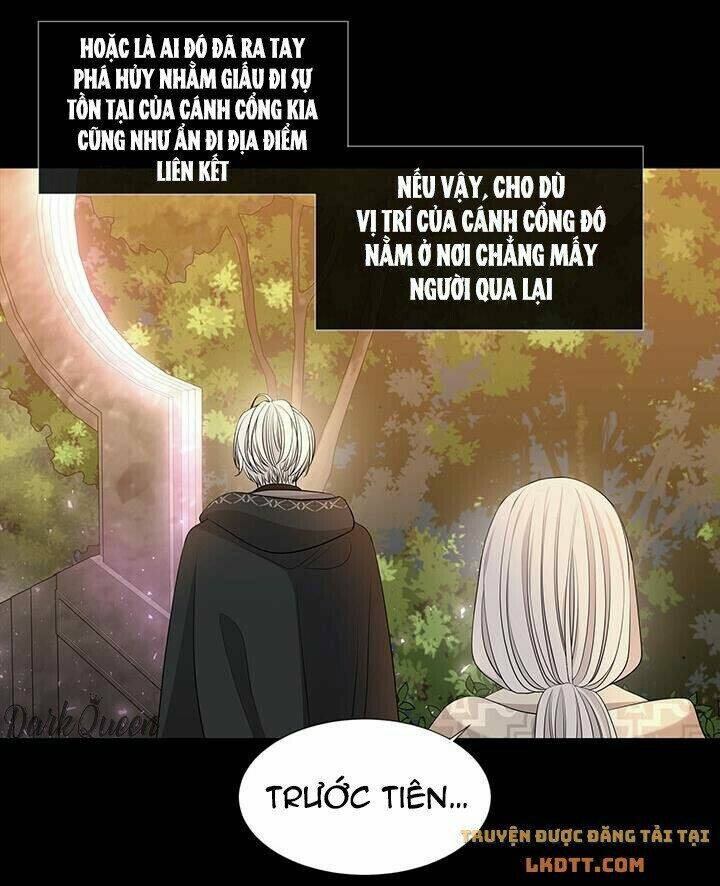 HOẶC LÀ AI ĐÓ ĐÃ RA TAY
PHÁ HỦY NHẰM GIẤU ĐI SỰ
TỒN TẠI CỦA CÁNH CỔNG KIA
CŨNG NHƯ ẨN ĐI ĐỊA ĐIỂM
LIÊN KẾT
NẾU VẬY, CHO DÙ
VỊ TRÍ CỦA CÁNH CỔNG ĐÓ
NẰM Ở NƠI CHẲNG MẤY
NGƯỜI QUA LẠI
DarkQueen
TRƯỚC TIÊN...
TRUYỆN ĐƯỢC ĐĂNG TẢI TẠI
LKDTT.COM